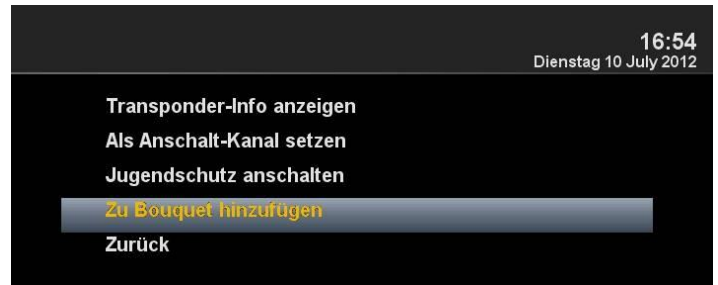 16:54
Dienstag 10 July 2012
Transponder-Info anzeigen
Als Anschalt-Kanal setzen
Jugendschutz anschalten
Zu Bouquet hinzufügen
Zurück